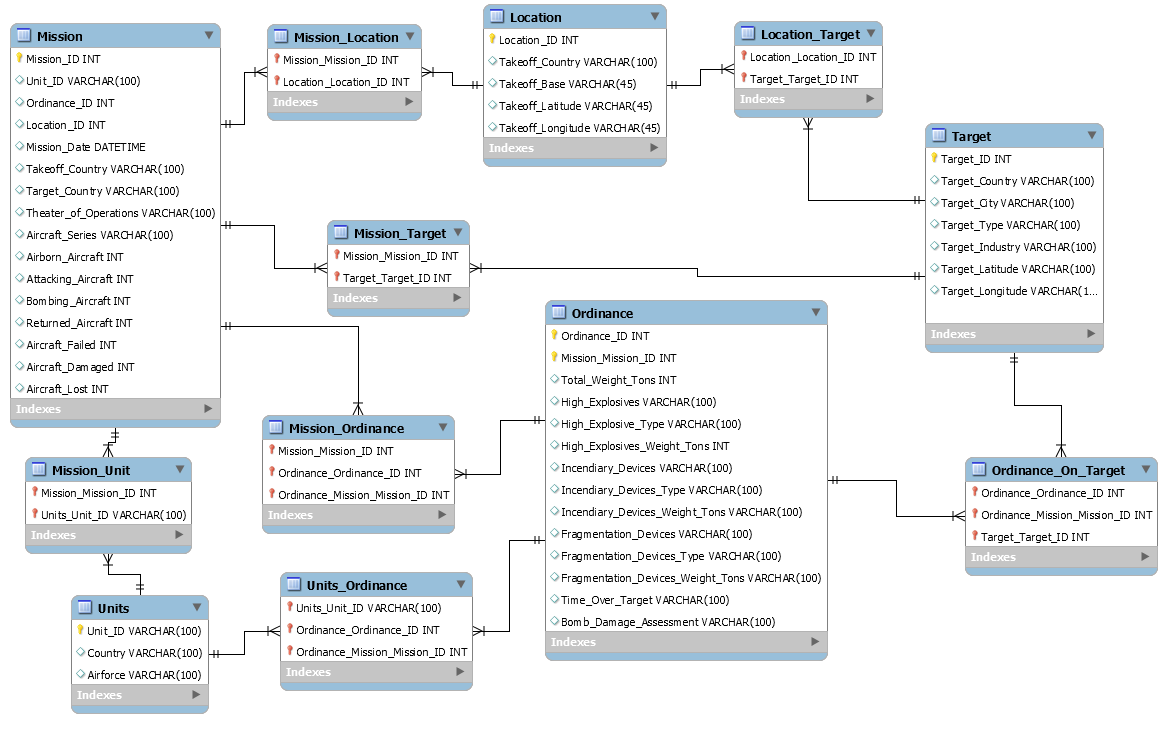 Mission
Mission_ID INT
Unit_ID VARCHAR(100)
Ordinance_ID INT
Location_ID INT
Mission_Date DATETIME
Takeoff_Country VARCHAR(100)
Target_Country VARCHAR(100)
Theater_of_Operations VARCHAR(100)
Aircraft_Series VARCHAR(100)
Airborn_Aircraft INT
Attacking_Aircraft INT
Bombing_Aircraft INT
Returned_Aircraft INT
Aircraft_Failed INT
Aircraft_Damaged INT
Aircraft_Lost INT
Indexes
Mission_Location
Mission_Mission_ID INT
Location_Location_ID INT
Indexes
Location
Location_ID INT
Takeoff_Country VARCHAR(100)
Takeoff_Base VARCHAR(45)
Takeoff_Latitude VARCHAR(45)
Takeoff_Longitude VARCHAR(45)
Indexes
Location_Target
Location_Location_ID INT
Target_Target_ID INT
Indexes
Target
Target_ID INT
Target_Country VARCHAR(100)
Target_City VARCHAR(100)
Target_Type VARCHAR(100)
Target_Industry VARCHAR(100)
Target_Latitude VARCHAR(100)
Target_Longitude VARCHAR(1...
Indexes
Mission_Target
Mission_Mission_ID INT
Target_Target_ID INT
Indexes
Ordinance
Ordinance_ID INT
Mission_Mission_ID INT
Total_Weight_Tons INT
High_Explosives VARCHAR(100)
High_Explosive_Type VARCHAR(100)
High_Explosives_Weight_Tons INT
Incendiary_Devices VARCHAR(100)
Incendiary_Devices_Type VARCHAR(100)
Incendiary_Devices_Weight_Tons VARCHAR(100)
Fragmentation_Devices VARCHAR(100)
Fragmentation_Devices_Type VARCHAR(100)
Fragmentation_Devices_Weight_Tons VARCHAR(100)
Time_Over_Target VARCHAR(100)
Bomb_Damage_Assessment VARCHAR(100)
Indexes
Mission_Ordinance
Mission_Mission_ID INT
Ordinance_Ordinance_ID INT
Ordinance_Mission_Mission_ID INT
Indexes
Mission_Unit
Mission_Mission_ID INT
Units_Unit_ID VARCHAR(100)
Indexes
Ordinance_On_Target
Ordinance_Ordinance_ID INT
Ordinance_Mission_Mission_ID INT
Target_Target_ID INT
Indexes
Units_Ordinance
Units_Unit_ID VARCHAR(100)
Ordinance_Ordinance_ID INT
Ordinance_Mission_Mission_ID INT
Indexes
Units
Unit_ID VARCHAR(100)
Country VARCHAR(100)
Airforce VARCHAR(100)
Indexes